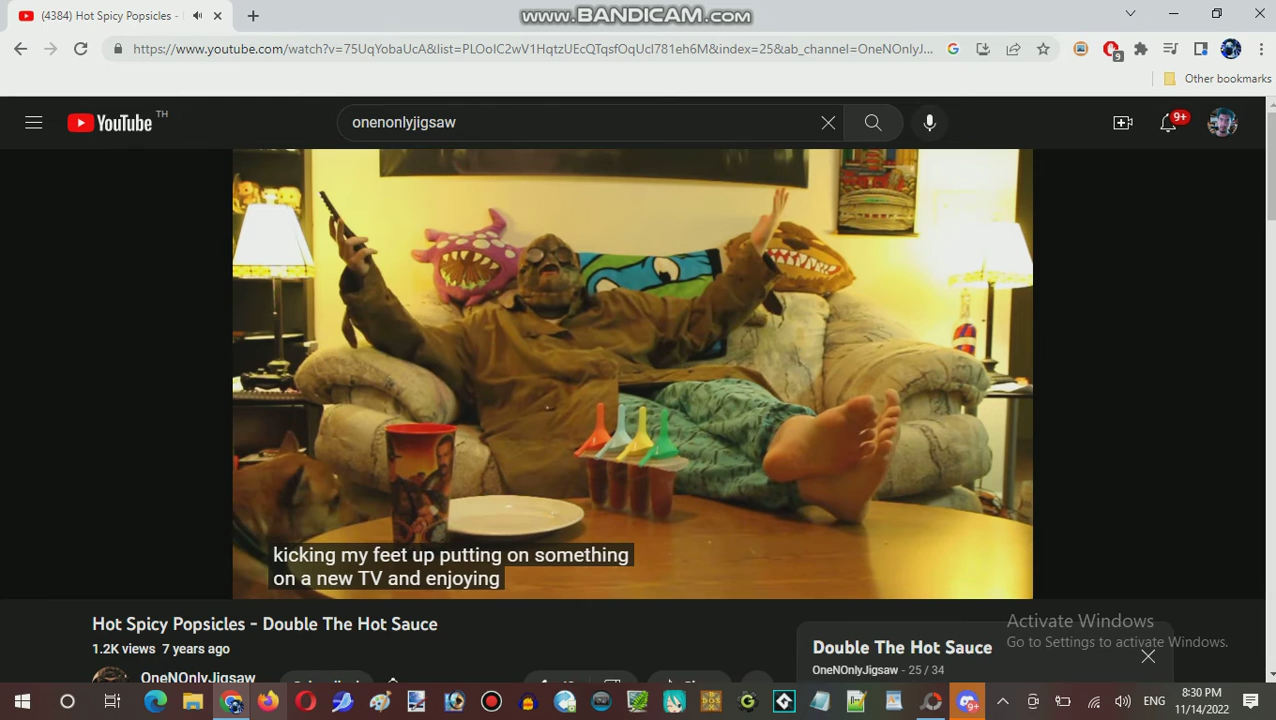 www.BANDICAM.com
(4384) Hot Spicy Popsicles -
https://www.youtube.com/watch?v=75UqYobaUcA&list=PLOoIC2wV1HqtzUEcQTqsfOqUcI781eh6M&index=25&ab_channel=OneNOnlyJ...
9
Other bookmarks
YouTube TH
onenonlyjigsaw
9+
kicking my feet up putting on something
on a new TV and enjoying
Hot Spicy Popsicles - Double The Hot Sauce
1.2K views 7 years ago
OneNOnlyJigsaw
Double The Hot Sauce
OneNOnlyJigsaw - 25 / 34
Activate Windows
Go to Settings to activate Windows.
9+
ENG
8:30 PM
11/14/2022